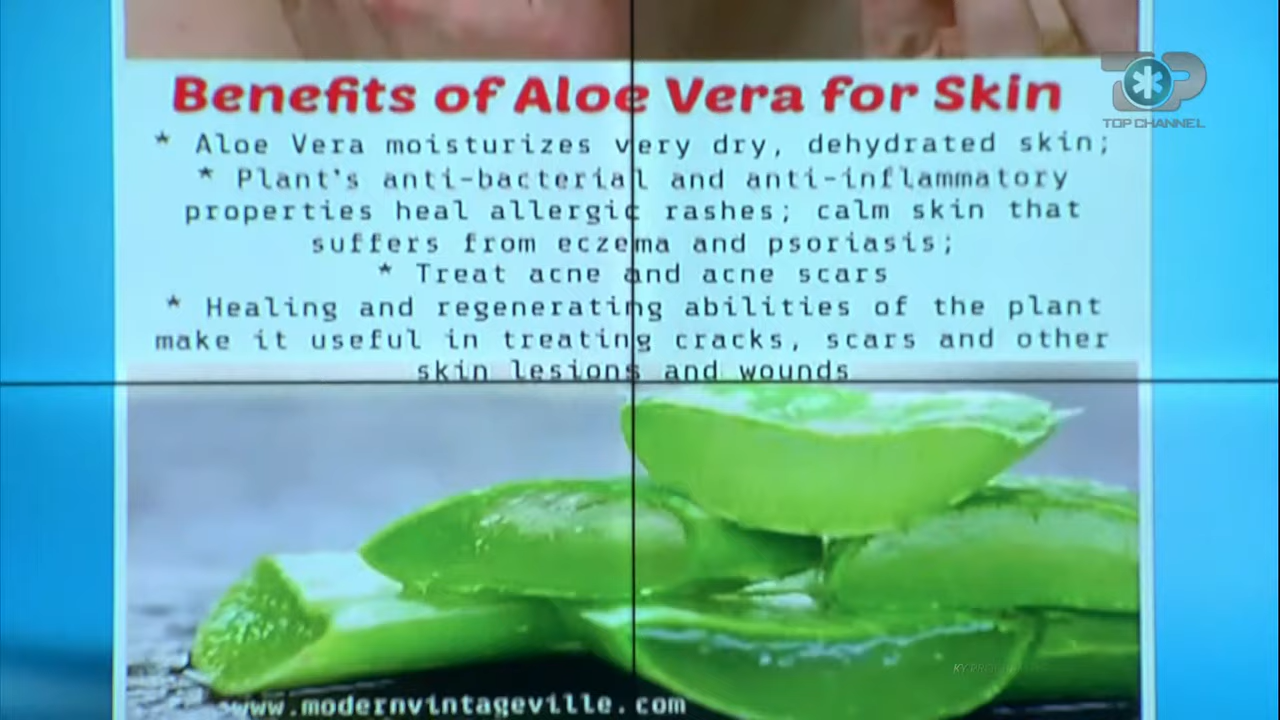 Benefits of Aloe Vera for Skin
TOP CHANNEL
* Aloe Vera moisturizes very dry, dehydrated skin;
* Plant's anti-bacterial and anti-inflammatory
properties heal allergic rashes; calm skin that
suffers from eczema and psoriasis;
* Treat acne and acne scars
* Healing and regenerating abilities of the plant
make it useful in treating cracks, scars and other
skin lesions and wounds
www.modernvintageville.com